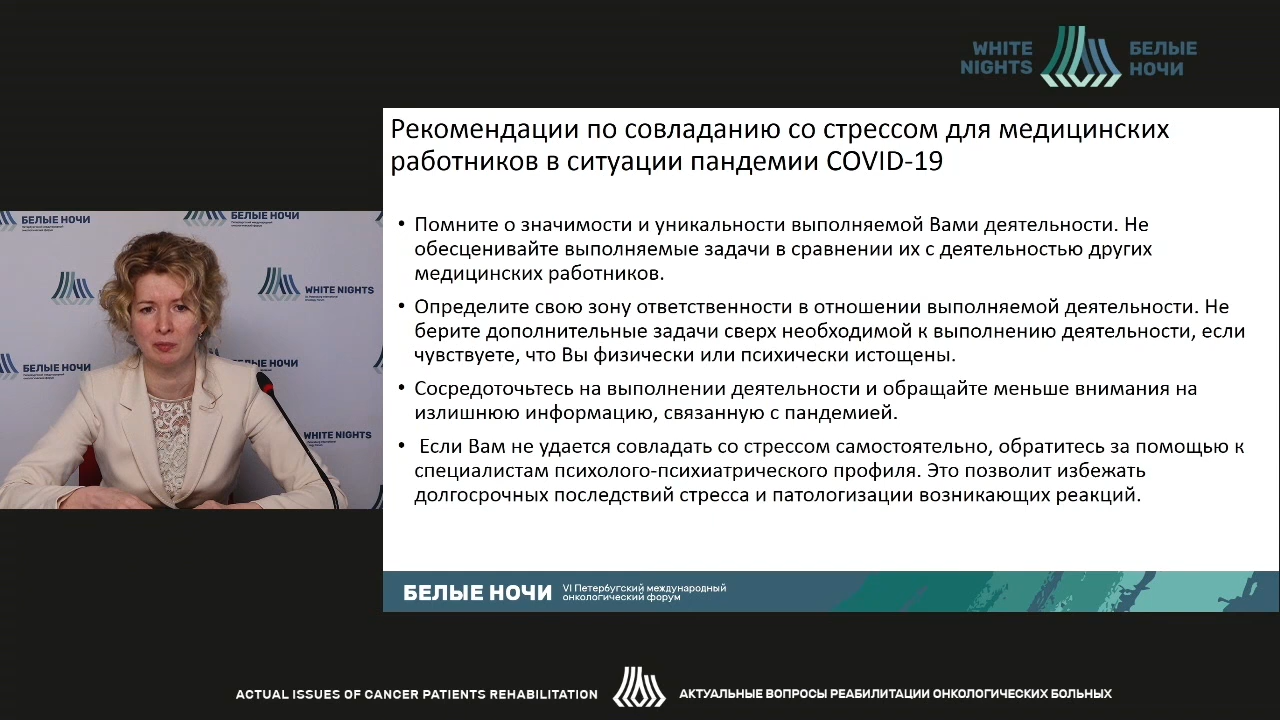 WHITE
NIGHTS
БЕЛЫЕ
НОЧИ
Рекомендации по совладанию со стрессом для медицинских
работников в ситуации пандемии COVID-19
• Помните о значимости и уникальности выполняемой Вами деятельности. Не
обесценивайте выполняемые задачи в сравнении их с деятельностью других
медицинских работников.
• Определите свою зону ответственности в отношении выполняемой деятельности. Не
берите дополнительные задачи сверх необходимой к выполнению деятельности, если
чувствуете, что Вы физически или психически истощены.
• Сосредоточьтесь на выполнении деятельности и обращайте меньше внимания на
излишнюю информацию, связанную с пандемией.
• Если Вам не удается совладать со стрессом самостоятельно, обратитесь за помощью к
специалистам психолого-психиатрического профиля. Это позволит избежать
долгосрочных последствий стресса и патологизации возникающих реакций.
БЕЛЫЕ НОЧИ
VI Петербугский международный
онкологический форум
БЕЛЫЕ НОЧИ
БЕЛЫЕ НОЧИ
WHITE NIGHTS
БЕЛЫЕ НОЧИ
ЛЫЕ НОЧИ
WHITE NIGHTS
ACTUAL ISSUES OF CANCER PATIENTS REHABILITATION
АКТУАЛЬНЫЕ ВОПРОСЫ РЕАБИЛИТАЦИИ ОНКОЛОГИЧЕСКИХ БОЛЬНЫХ